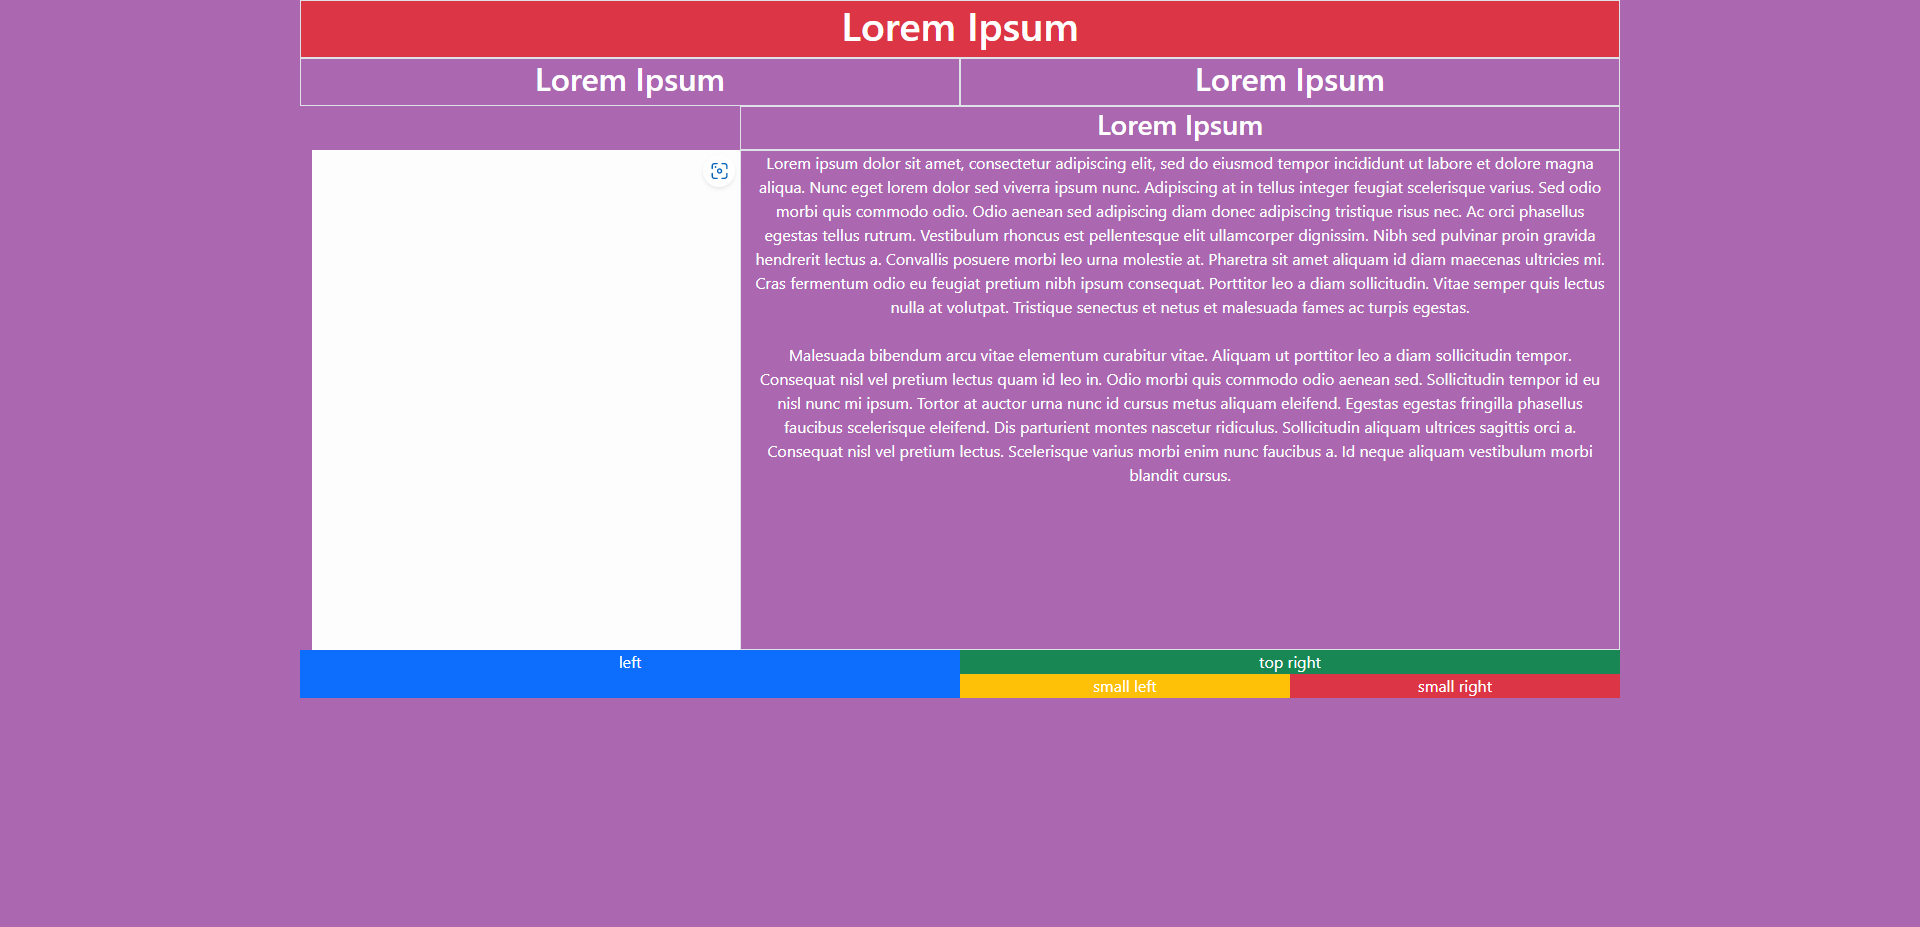 Lorem Ipsum
Lorem Ipsum
Lorem Ipsum
Lorem Ipsum
Lorem ipsum dolor sit amet, consectetur adipiscing elit, sed do eiusmod tempor incididunt ut labore et dolore magna
aliqua. Nunc eget lorem dolor sed viverra ipsum nunc. Adipiscing at in tellus integer feugiat scelerisque varius. Sed odio
morbi quis commodo odio. Odio aenean sed adipiscing diam donec adipiscing tristique risus nec. Ac orci phasellus
egestas tellus rutrum. Vestibulum rhoncus est pellentesque elit ullamcorper dignissim. Nibh sed pulvinar proin gravida
hendrerit lectus a. Convallis posuere morbi leo urna molestie at. Pharetra sit amet aliquam id diam maecenas ultricies mi.
Cras fermentum odio eu feugiat pretium nibh ipsum consequat. Porttitor leo a diam sollicitudin. Vitae semper quis lectus
nulla at volutpat. Tristique senectus et netus et malesuada fames ac turpis egestas.
Malesuada bibendum arcu vitae elementum curabitur vitae. Aliquam ut porttitor leo a diam sollicitudin tempor.
Consequat nisl vel pretium lectus quam id leo in. Odio morbi quis commodo odio aenean sed. Sollicitudin tempor id eu
nisl nunc mi ipsum. Tortor at auctor urna nunc id cursus metus aliquam eleifend. Egestas egestas fringilla phasellus
faucibus scelerisque eleifend. Dis parturient montes nascetur ridiculus. Sollicitudin aliquam ultrices sagittis orci a.
Consequat nisl vel pretium lectus. Scelerisque varius morbi enim nunc faucibus a. Id neque aliquam vestibulum morbi
blandit cursus.
left
top right
small left
small right